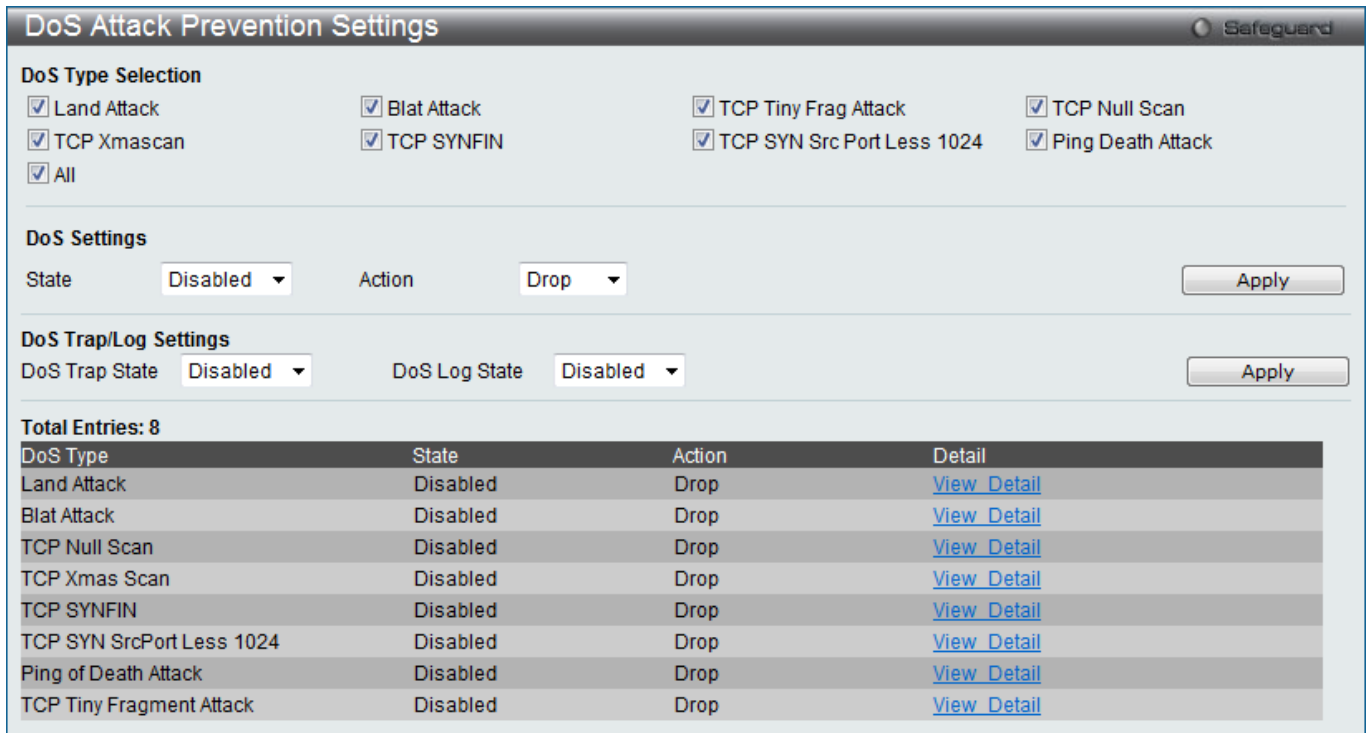 DoS Attack Prevention Settings Safeguard
DoS Type Selection
Land Attack Blat Attack TCP Tiny Frag Attack TCP Null Scan
TCP Xmascan TCP SYNFIN TCP SYN Src Port Less 1024 Ping Death Attack
All
DoS Settings
State Disabled Action Drop Apply
DoS Trap/Log Settings
DoS Trap State Disabled DoS Log State Disabled Apply
Total Entries: 8
DoS Type State Action Detail
Land Attack Disabled Drop View Detail
Blat Attack Disabled Drop View Detail
TCP Null Scan Disabled Drop View Detail
TCP Xmas Scan Disabled Drop View Detail
TCP SYNFIN Disabled Drop View Detail
TCP SYN SrcPort Less 1024 Disabled Drop View Detail
Ping of Death Attack Disabled Drop View Detail
TCP Tiny Fragment Attack Disabled Drop View Detail